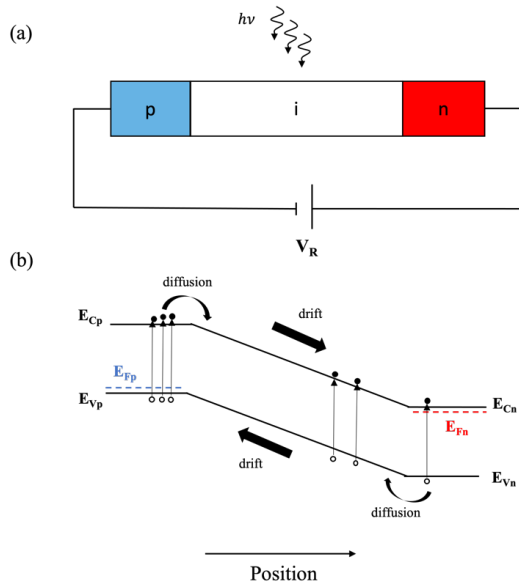 (a)
hν
p
i
n
V_R
(b)
diffusion
E_Cp
drift
E_Fp
E_Vp
E_Cn
E_Fn
drift
E_Vn
diffusion
Position